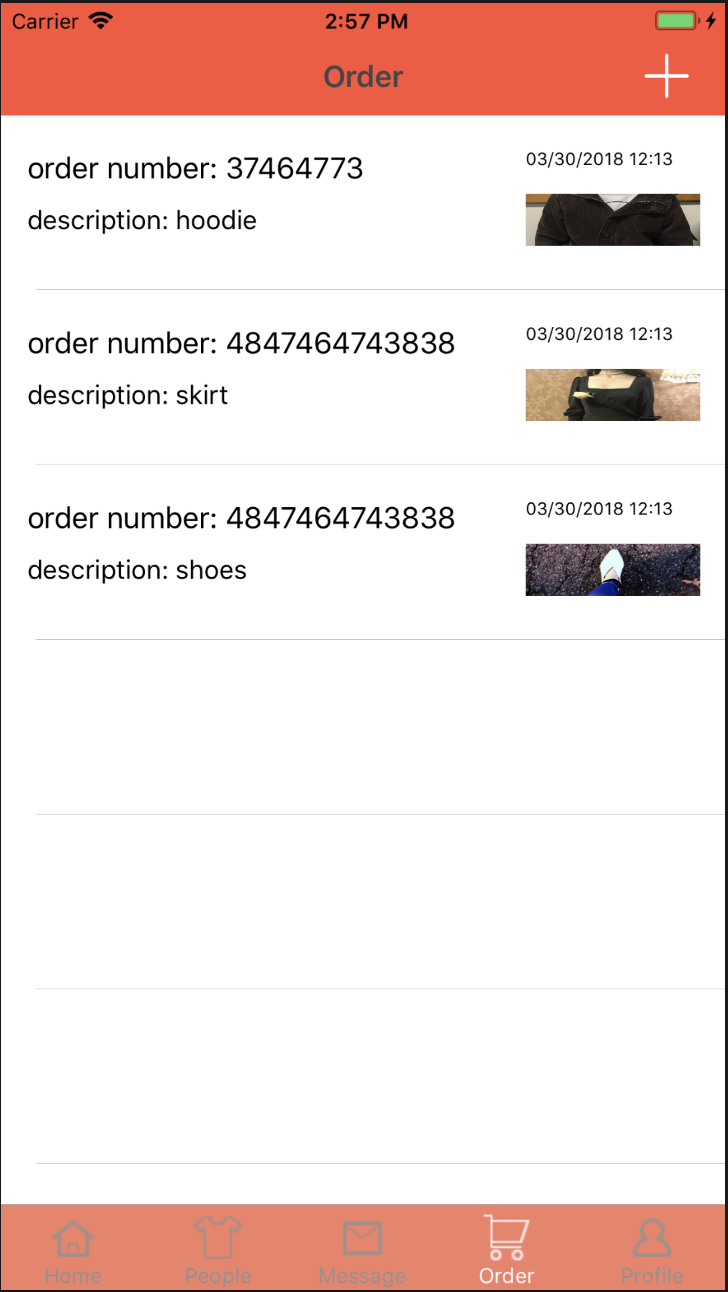 Carrier 2:57 PM
Order
order number: 37464773 03/30/2018 12:13
description: hoodie
order number: 4847464743838 03/30/2018 12:13
description: skirt
order number: 4847464743838 03/30/2018 12:13
description: shoes
Home People Message Order Profile